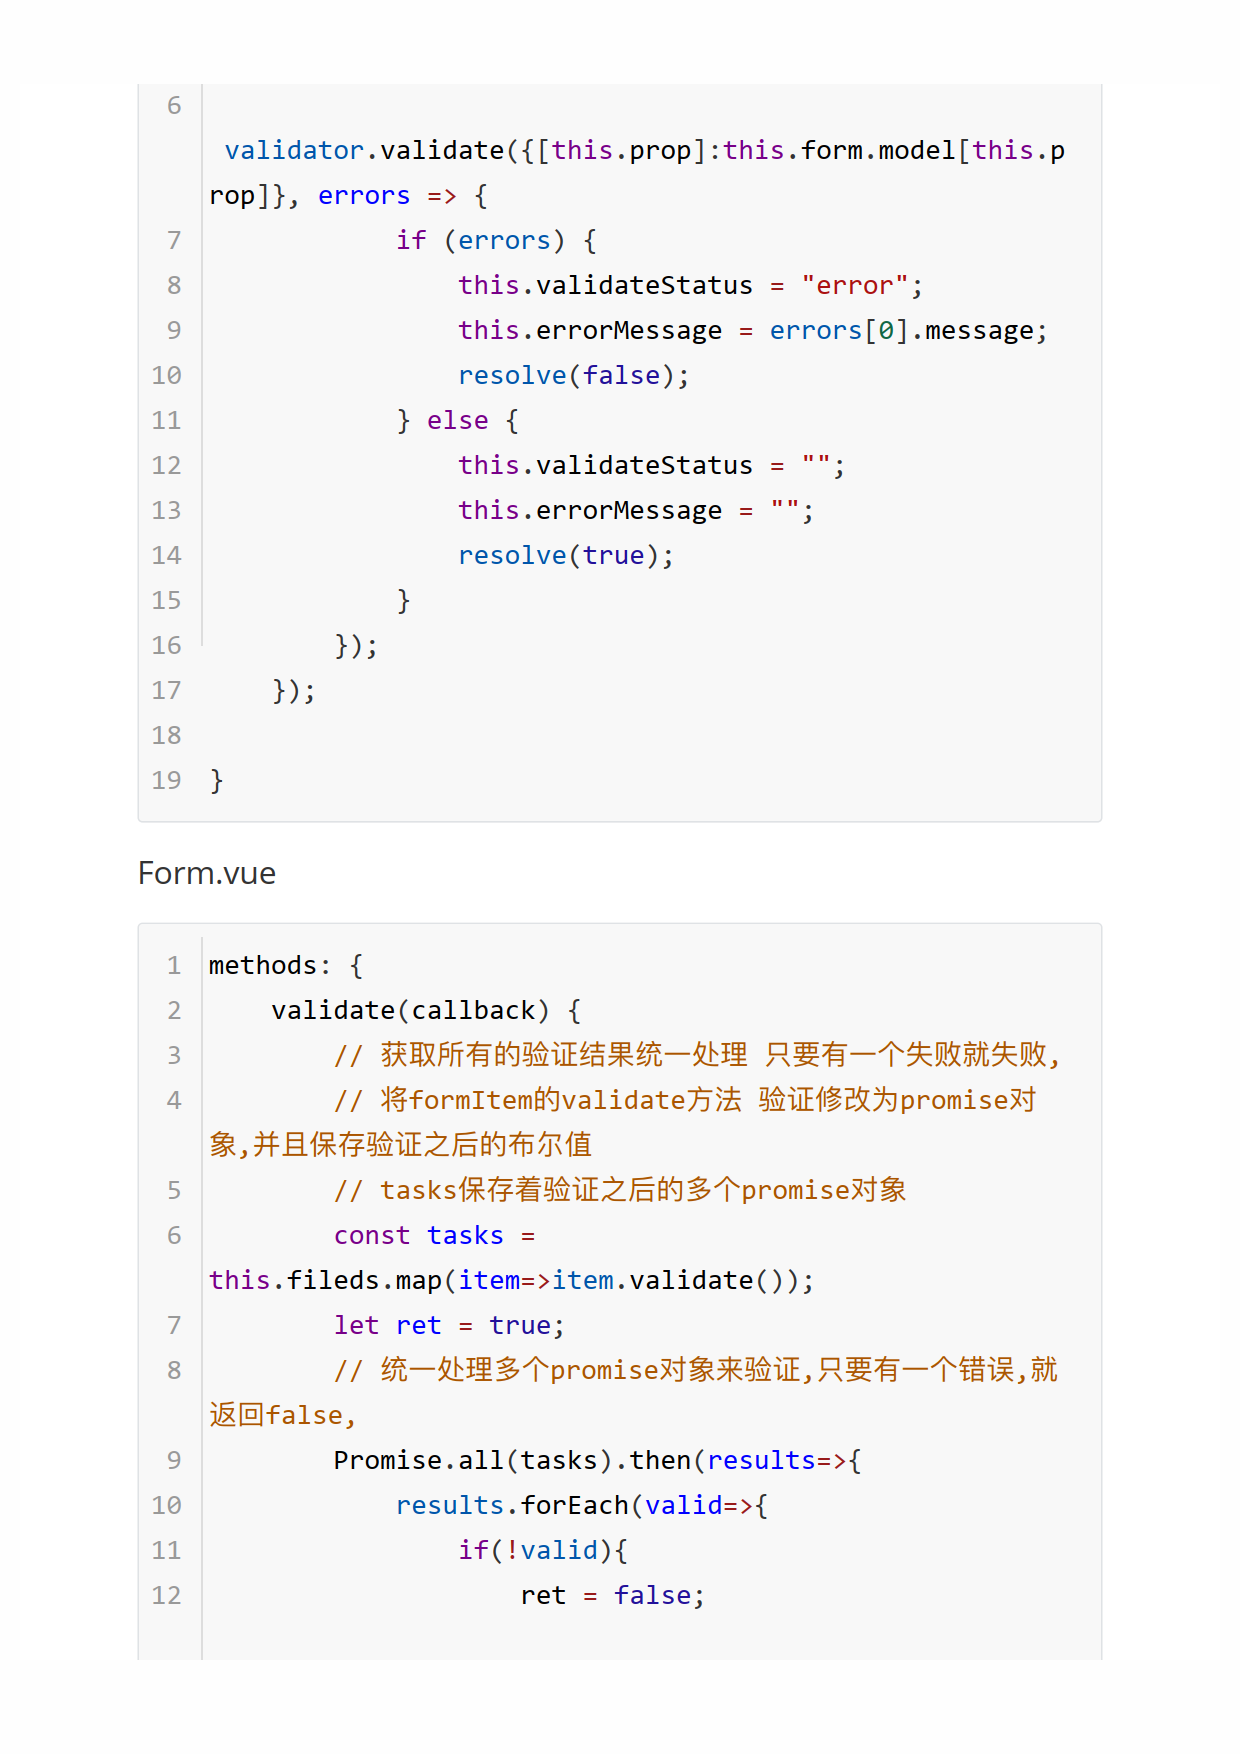 6
validator.validate({[this.prop]:this.form.model[this.p
rop]}, errors => {
7 if (errors) {
8 this.validateStatus = "error";
9 this.errorMessage = errors[0].message;
10 resolve(false);
11 } else {
12 this.validateStatus = "";
13 this.errorMessage = "";
14 resolve(true);
15 }
16 });
17 });
18
19 }
Form.vue
1 methods: {
2 validate(callback) {
3 // 获取所有的验证结果统一处理 只要有一个失败就失败,
4 // 将formItem的validate方法 验证修改为promise对
象,并且保存验证之后的布尔值
5 // tasks保存着验证之后的多个promise对象
6 const tasks =
this.fileds.map(item=>item.validate());
7 let ret = true;
8 // 统一处理多个promise对象来验证,只要有一个错误,就
返回false,
9 Promise.all(tasks).then(results=>{
10 results.forEach(valid=>{
11 if(!valid){
12 ret = false;